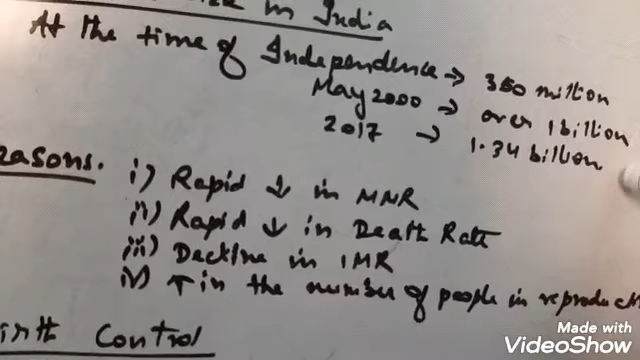 in India
At the time of Independence → 350 million
May 2000 → over 1 billion
2017 → 1.34 billion
Reasons.
i) Rapid ↓ in MNR
ii) Rapid ↓ in Death Rate
iii) Decline in IMR
iv) ↑ in the number of people in reproduct
Birth Control
Made with
VideoShow